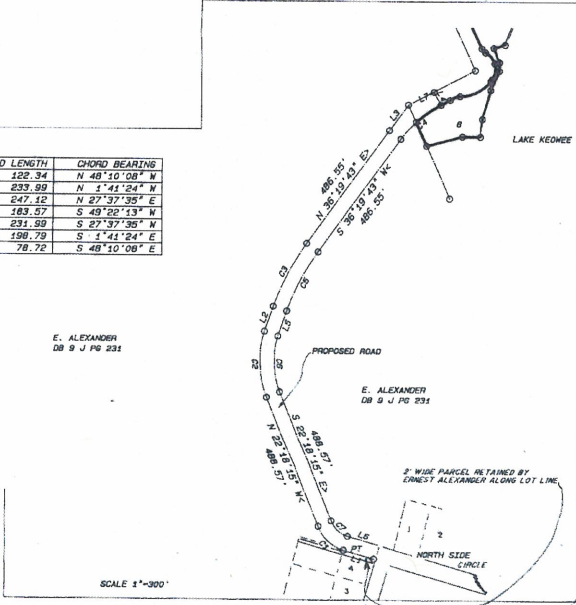 LENGTH CHORD BEARING
122.34 N 48°10'08" W
233.99 N 1°41'24" W
247.12 N 27°37'35" E
183.57 S 49°22'13" W
231.99 S 27°37'35" W
198.79 S 1°41'24" E
78.72 S 48°10'08" E
LAKE KEOWEE
L7
L3
8
486.55'
N 36°19'43" E>
S 36°19'43" W<
486.55'
C3
C5
L2
L5
C2
C6
E. ALEXANDER
DB 9 J PG 231
PROPOSED ROAD
E. ALEXANDER
DB 9 J PG 231
N 22°18'15" W<
488.57'
S 22°18'15" E>
488.57'
2' WIDE PARCEL RETAINED BY
ERNEST ALEXANDER ALONG LOT LINE
C7
L6
C1
PT
L1
4
3
1
2
NORTH SIDE
CIRCLE
SCALE 1"=300'